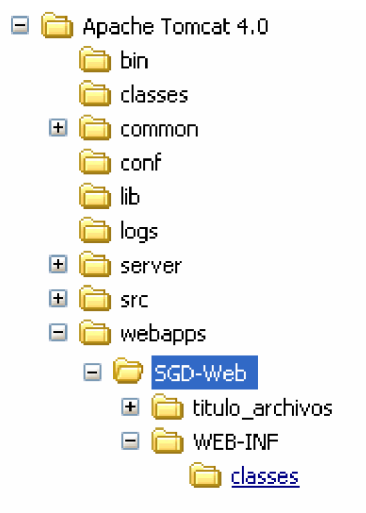 Apache Tomcat 4.0
bin
classes
common
conf
lib
logs
server
src
webapps
SGD-Web
titulo_archivos
WEB-INF
classes